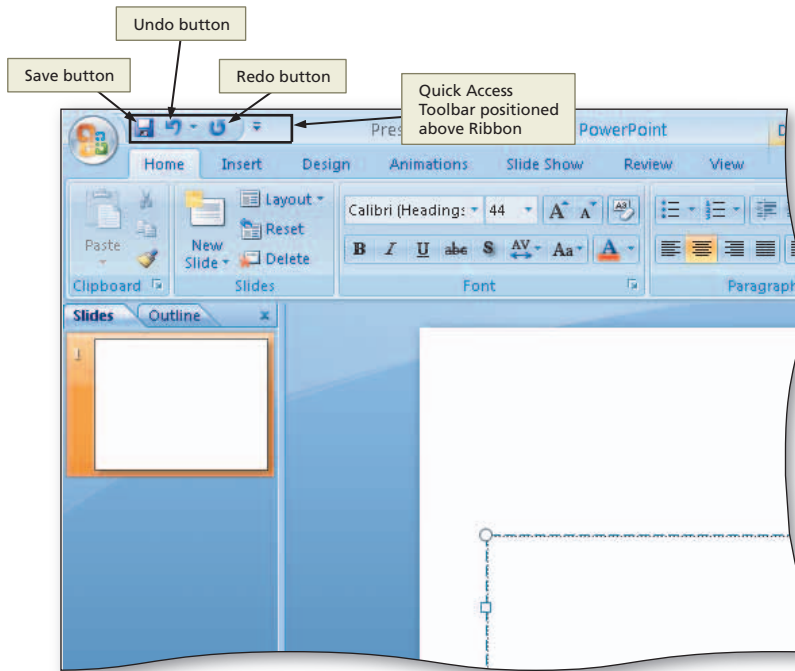 Undo button
Save button
Redo button
Quick Access
Toolbar positioned
above Ribbon
Pres
PowerPoint
D
Home Insert Design Animations Slide Show Review View
Layout
Calibri (Headings 44 A A Aa
Reset
Paste
New
Slide
Delete
B I U abc S AV Aa A
Clipboard Slides Font Paragraph
Slides Outline x
1